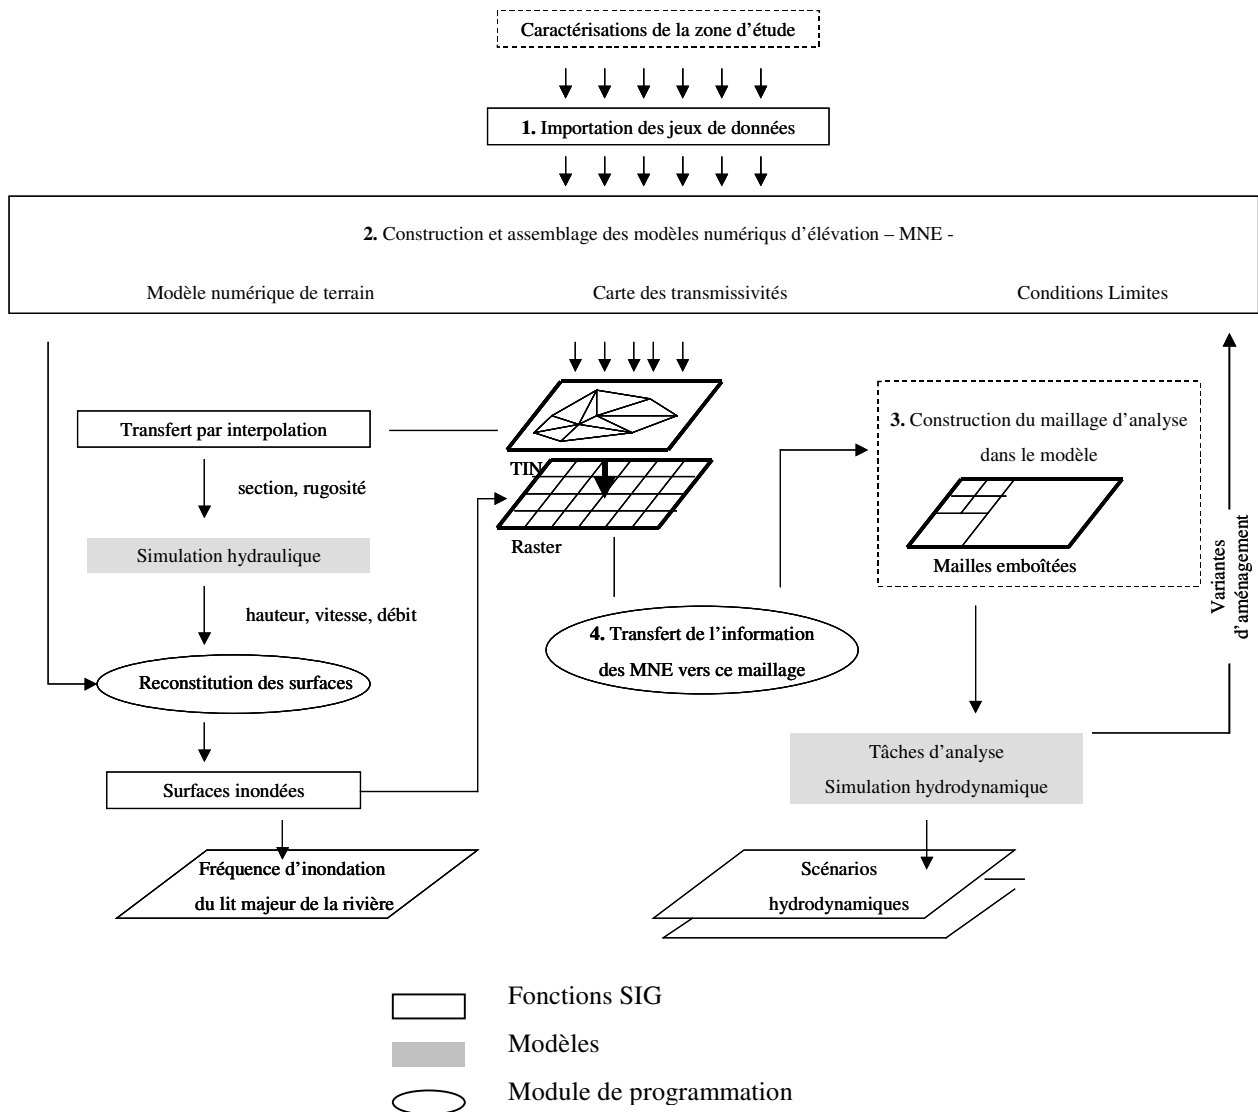 Caractérisations de la zone d'étude
1. Importation des jeux de données
2. Construction et assemblage des modèles numériqus d'élévation – MNE -
Modèle numérique de terrain
Carte des transmissivités
Conditions Limites
Transfert par interpolation
section, rugosité
Simulation hydraulique
hauteur, vitesse, débit
Reconstitution des surfaces
Surfaces inondées
Fréquence d'inondation
du lit majeur de la rivière
TIN
Raster
4. Transfert de l'information
des MNE vers ce maillage
3. Construction du maillage d'analyse
dans le modèle
Mailles emboîtées
Variantes
d'aménagement
Tâches d'analyse
Simulation hydrodynamique
Scénarios
hydrodynamiques
Fonctions SIG
Modèles
Module de programmation